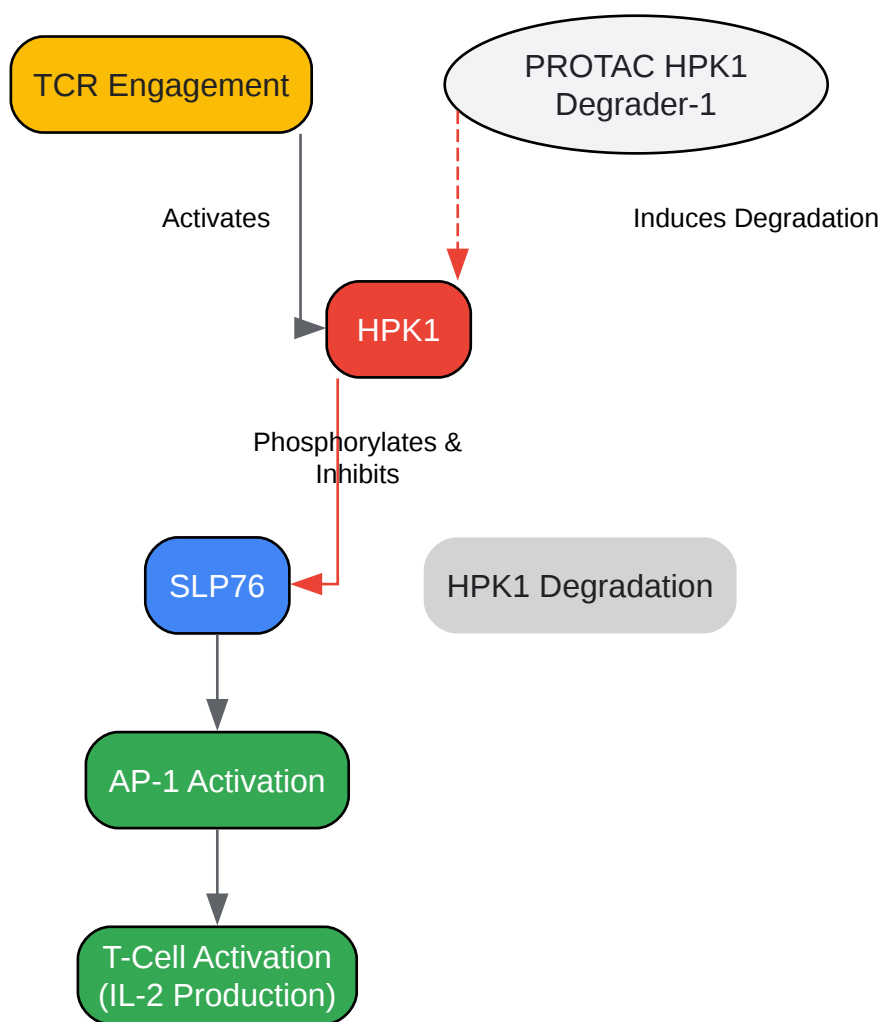 TCR Engagement
PROTAC HPK1
Degrader-1
Activates
Induces Degradation
HPK1
Phosphorylates &
Inhibits
SLP76
HPK1 Degradation
AP-1 Activation
T-Cell Activation
(IL-2 Production)